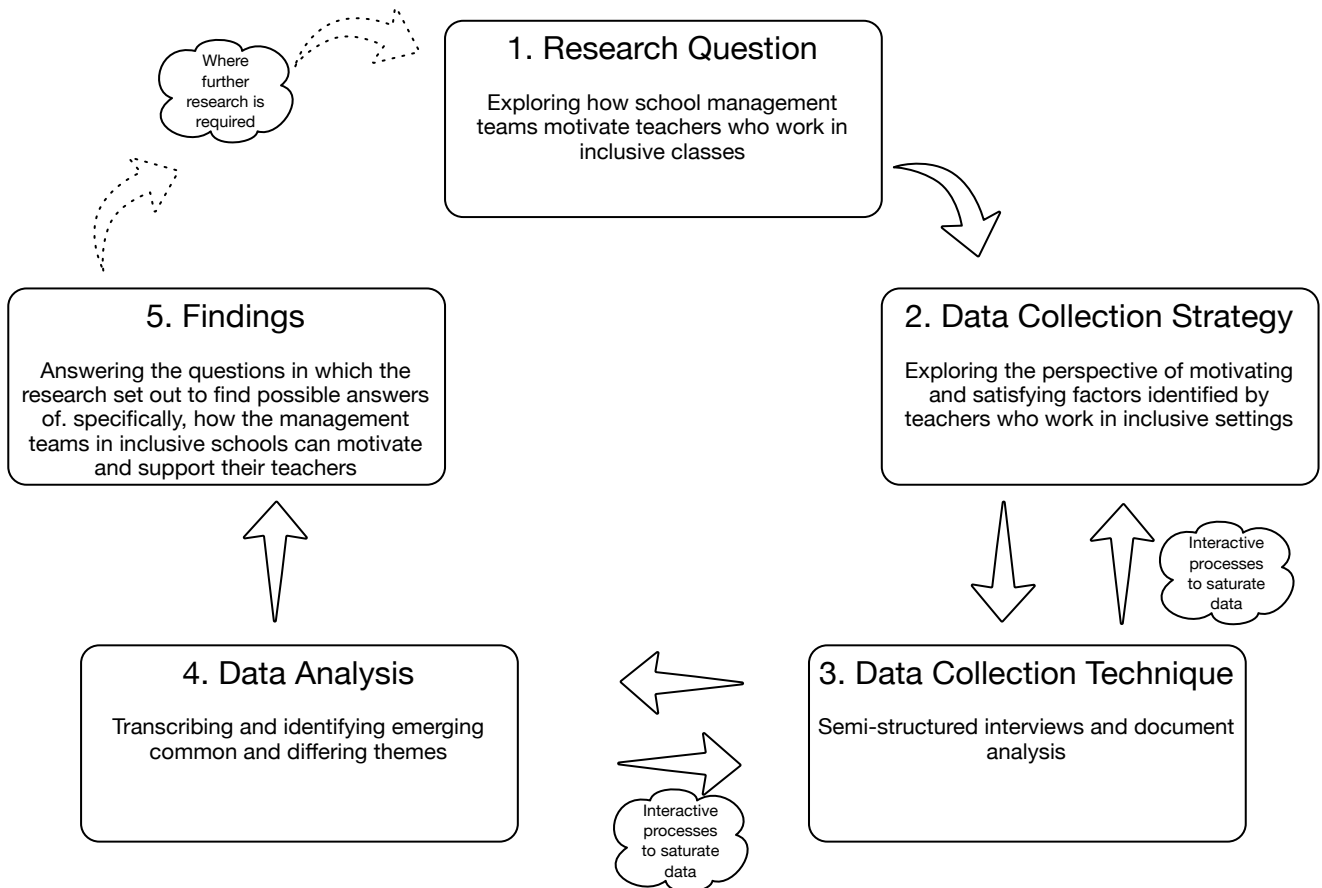 Where
further
research is
required
1. Research Question
Exploring how school management
teams motivate teachers who work in
inclusive classes
2. Data Collection Strategy
Exploring the perspective of motivating
and satisfying factors identified by
teachers who work in inclusive settings
Interactive
processes
to saturate
data
3. Data Collection Technique
Semi-structured interviews and document
analysis
Interactive
processes
to saturate
data
4. Data Analysis
Transcribing and identifying emerging
common and differing themes
5. Findings
Answering the questions in which the
research set out to find possible answers
of. specifically, how the management
teams in inclusive schools can motivate
and support their teachers